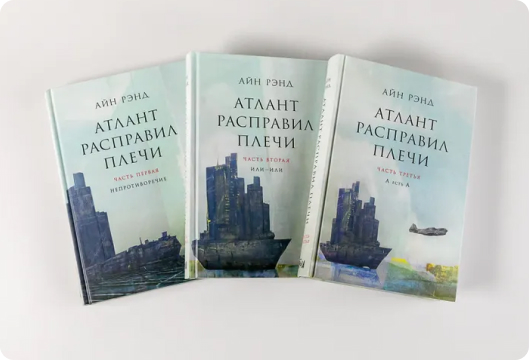 АЙН РЭНД
АТЛАНТ
РАСПРАВИЛ
ПЛЕЧИ
ЧАСТЬ ПЕРВАЯ
НЕПРОТИВОРЕЧИЕ
АЙН РЭНД
АТЛАНТ
РАСПРАВИЛ
ПЛЕЧИ
ЧАСТЬ ВТОРАЯ
ИЛИ–ИЛИ
АЙН РЭНД
АТЛАНТ
РАСПРАВИЛ
ПЛЕЧИ
ЧАСТЬ ТРЕТЬЯ
А есть А